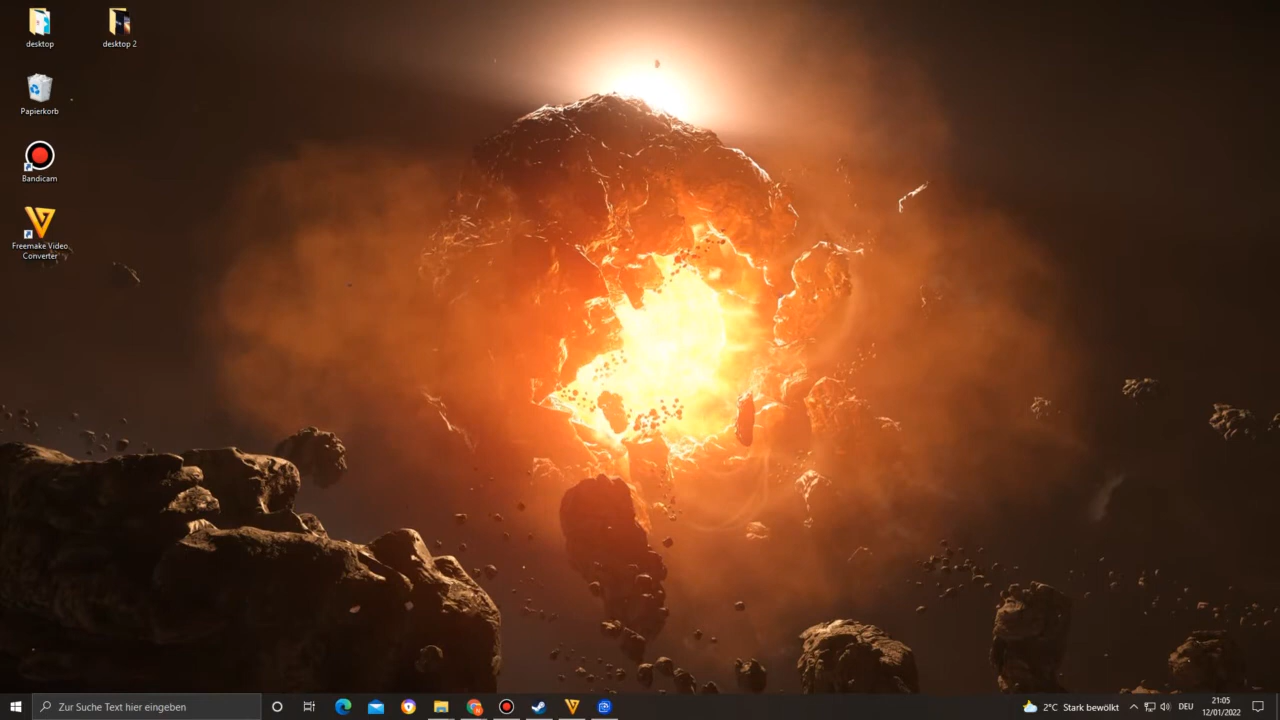 desktop
desktop 2
Papierkorb
Bandicam
Freemake Video
Converter
Zur Suche Text hier eingeben
2°C Stark bewölkt
DEU
21:05
12/01/2022